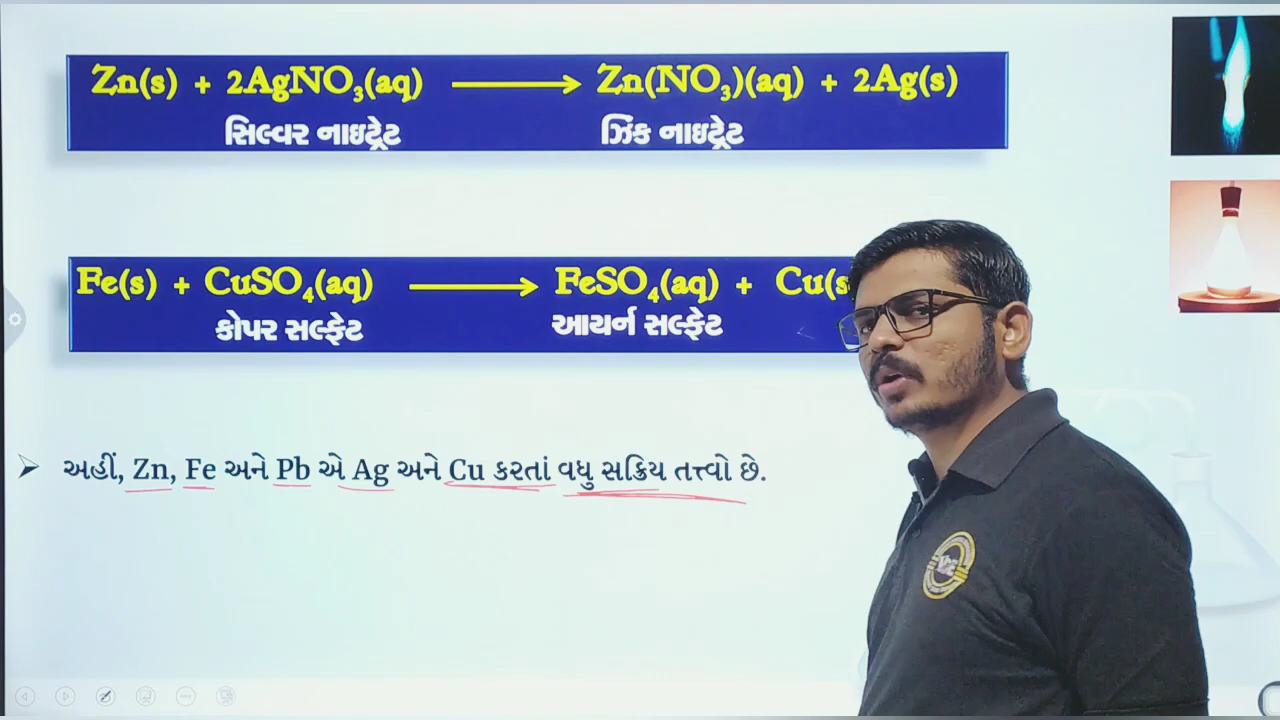 Zn(s) + 2AgNO₃(aq) ⟶ Zn(NO₃)(aq) + 2Ag(s)
સિલ્વર નાઇટ્રેટ ઝિંક નાઇટ્રેટ
Fe(s) + CuSO₄(aq) ⟶ FeSO₄(aq) + Cu(s
કોપર સલ્ફેટ આયર્ન સલ્ફેટ
➢ અહીં, Zn, Fe અને Pb એ Ag અને Cu કરતાં વધુ સક્રિય તત્ત્વો છે.